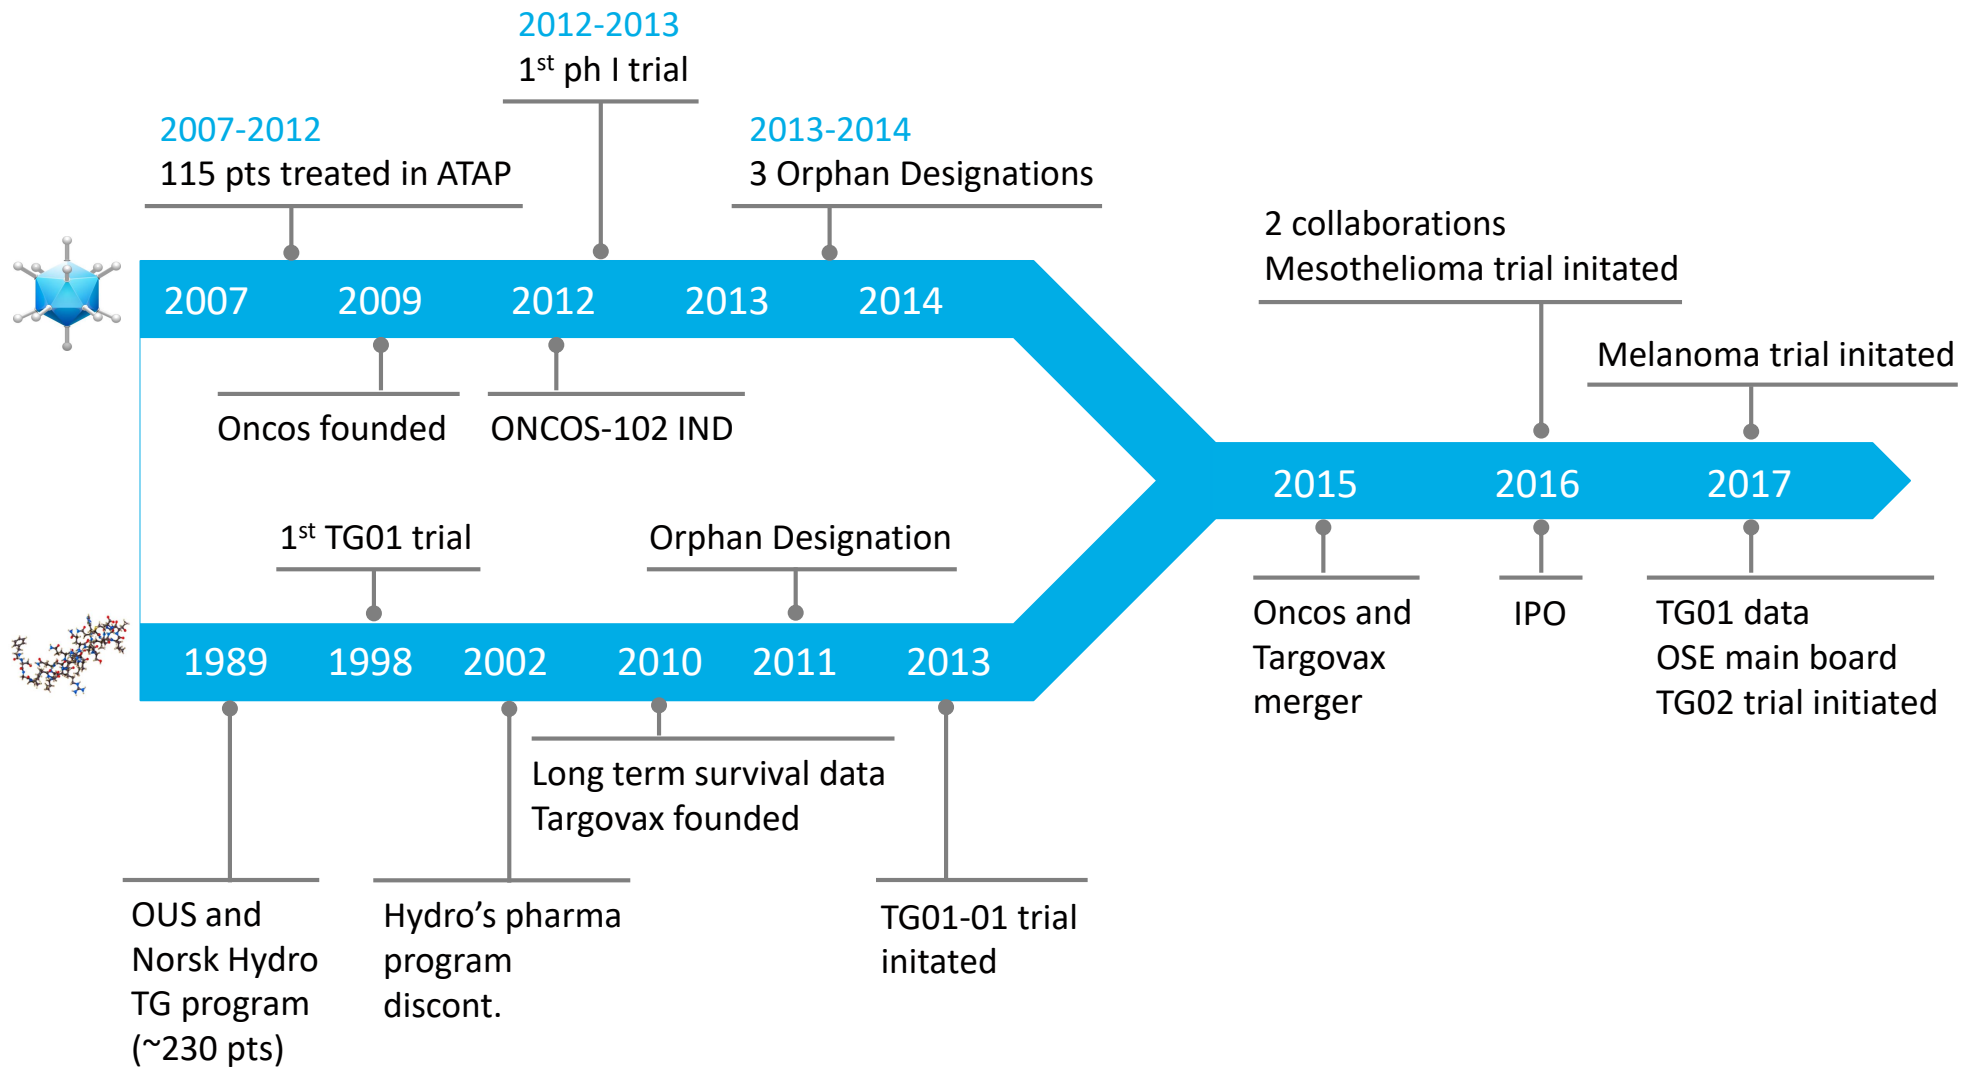 2012-2013
1st ph I trial
2007-2012
115 pts treated in ATAP
2013-2014
3 Orphan Designations
2007 2009 2012 2013 2014
Oncos founded
ONCOS-102 IND
2 collaborations
Mesothelioma trial initated
Melanoma trial initated
2015 2016 2017
Oncos and
Targovax
merger
IPO
TG01 data
OSE main board
TG02 trial initiated
1st TG01 trial
Orphan Designation
1989 1998 2002 2010 2011 2013
Long term survival data
Targovax founded
OUS and
Norsk Hydro
TG program
(~230 pts)
Hydro’s pharma
program
discont.
TG01-01 trial
initated